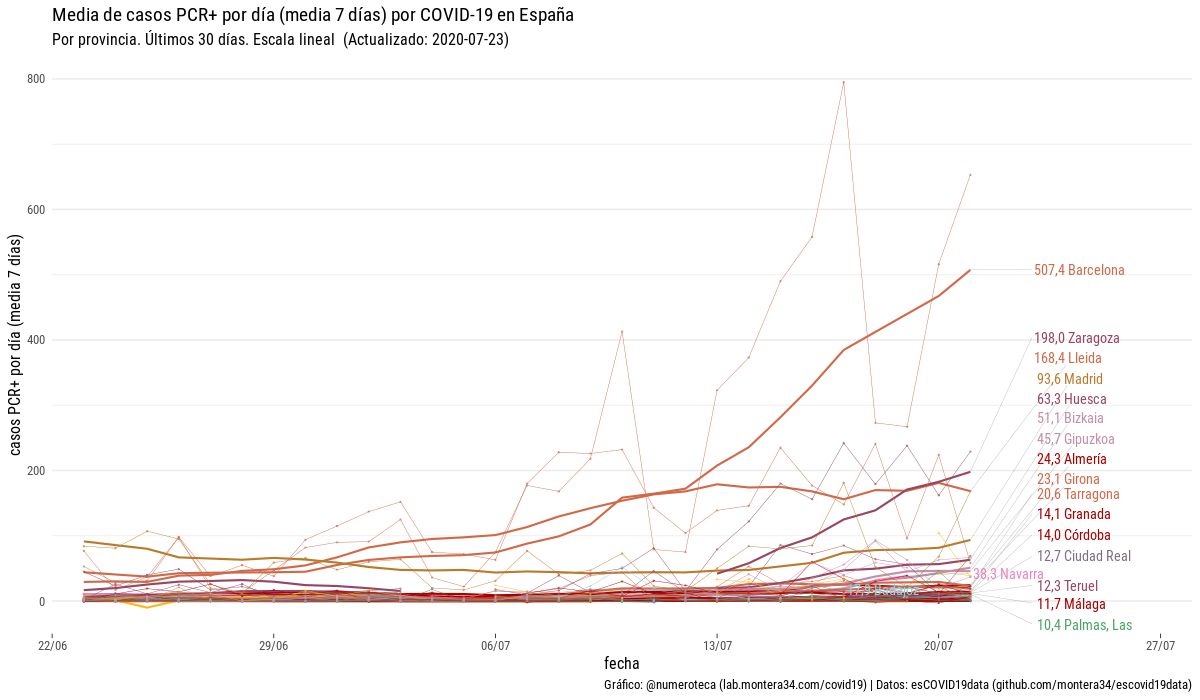 Media de casos PCR+ por día (media 7 días) por COVID-19 en España
Por provincia. Últimos 30 días. Escala lineal (Actualizado: 2020-07-23)
casos PCR+ por día (media 7 días)
800
600
400
200
0
507,4 Barcelona
198,0 Zaragoza
168,4 Lleida
93,6 Madrid
63,3 Huesca
51,1 Bizkaia
45,7 Gipuzkoa
24,3 Almería
23,1 Girona
20,6 Tarragona
14,1 Granada
14,0 Córdoba
12,7 Ciudad Real
38,3 Navarra
12,3 Teruel
11,7 Málaga
10,4 Palmas, Las
22/06
29/06
06/07
13/07
20/07
27/07
fecha
Gráfico: @numeroteca (lab.montera34.com/covid19) | Datos: esCOVID19data (github.com/montera34/escovid19data)